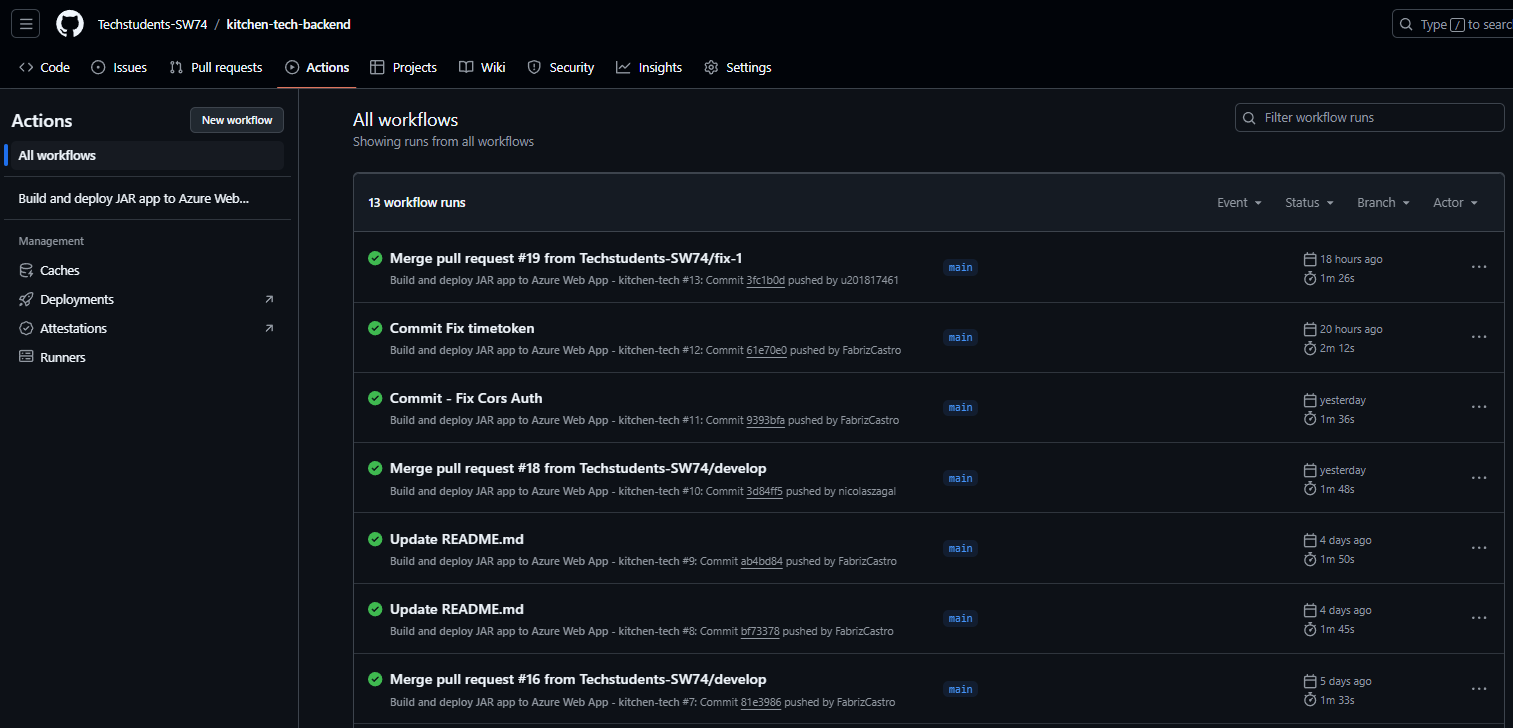 Techstudents-SW74 / kitchen-tech-backend
Type / to searc
Code Issues Pull requests Actions Projects Wiki Security Insights Settings
Actions
New workflow
All workflows
Build and deploy JAR app to Azure Web...
Management
Caches
Deployments
Attestations
Runners
All workflows
Showing runs from all workflows
Filter workflow runs
13 workflow runs
Event Status Branch Actor
Merge pull request #19 from Techstudents-SW74/fix-1
Build and deploy JAR app to Azure Web App - kitchen-tech #13: Commit 3fc1b0d pushed by u201817461
main
18 hours ago
1m 26s
Commit Fix timetoken
Build and deploy JAR app to Azure Web App - kitchen-tech #12: Commit 61e70e0 pushed by FabrizCastro
main
20 hours ago
2m 12s
Commit - Fix Cors Auth
Build and deploy JAR app to Azure Web App - kitchen-tech #11: Commit 9393bfa pushed by FabrizCastro
main
yesterday
1m 36s
Merge pull request #18 from Techstudents-SW74/develop
Build and deploy JAR app to Azure Web App - kitchen-tech #10: Commit 3d84ff5 pushed by nicolaszagal
main
yesterday
1m 48s
Update README.md
Build and deploy JAR app to Azure Web App - kitchen-tech #9: Commit ab4bd84 pushed by FabrizCastro
main
4 days ago
1m 50s
Update README.md
Build and deploy JAR app to Azure Web App - kitchen-tech #8: Commit bf73378 pushed by FabrizCastro
main
4 days ago
1m 45s
Merge pull request #16 from Techstudents-SW74/develop
Build and deploy JAR app to Azure Web App - kitchen-tech #7: Commit 81e3986 pushed by FabrizCastro
main
5 days ago
1m 33s